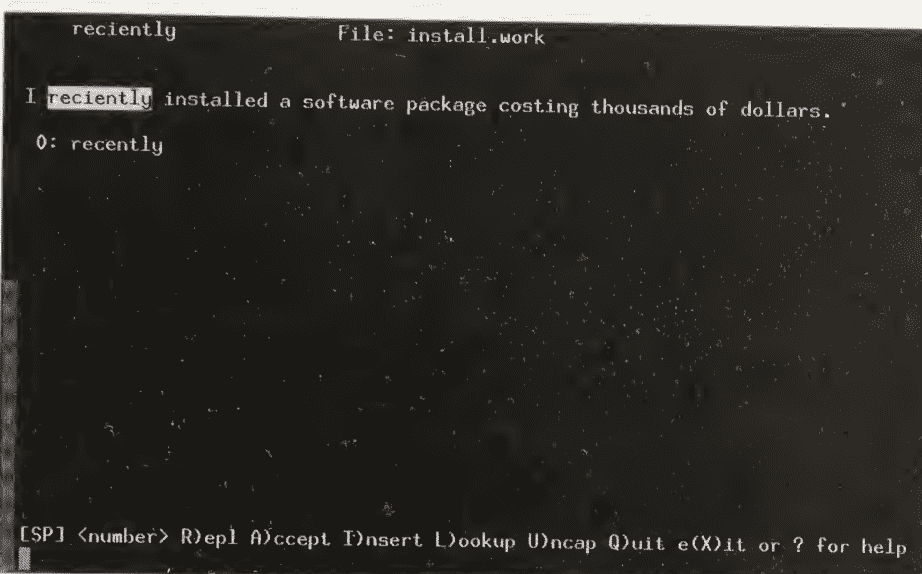 reciently File: install.work
I reciently installed a software package costing thousands of dollars.
0: recently
[SP] <number> R)epl A)ccept I)nsert L)ookup U)ncap Q)uit e(X)it or ? for help